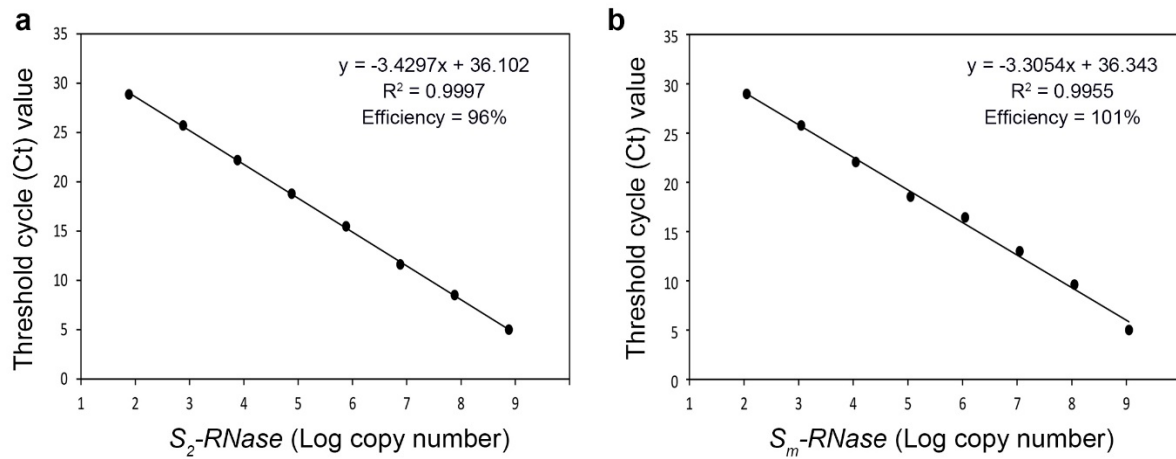 a
35
30
25
20
15
10
5
0
Threshold cycle (Ct) value
y = -3.4297x + 36.102
R² = 0.9997
Efficiency = 96%
1 2 3 4 5 6 7 8 9
S₂-RNase (Log copy number)
b
35
30
25
20
15
10
5
0
Threshold cycle (Ct) value
y = -3.3054x + 36.343
R² = 0.9955
Efficiency = 101%
1 2 3 4 5 6 7 8 9
Sₘ-RNase (Log copy number)